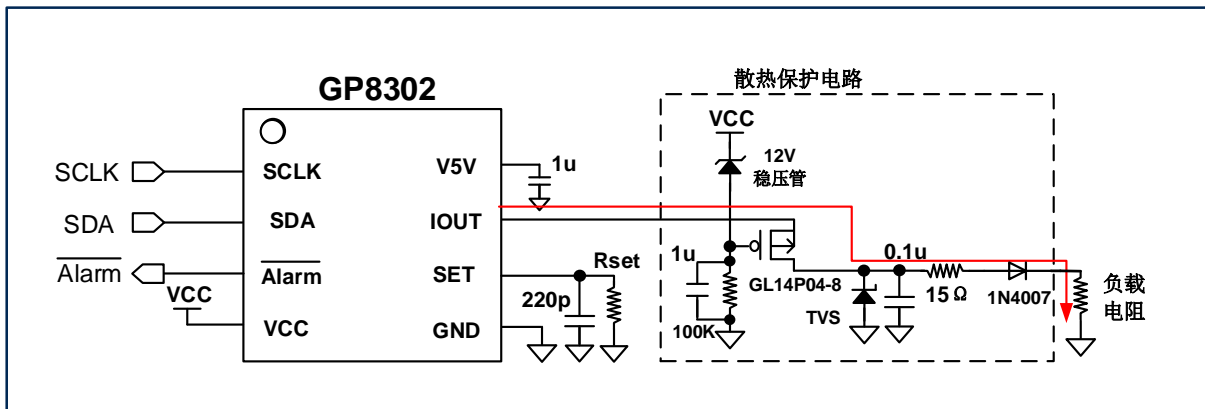 散热保护电路
GP8302
VCC
12V
稳压管
SCLK
SCLK
V5V
1u
SDA
SDA
IOUT
Alarm
Alarm
SET
Rset
1u
0.1u
GL14P04-8
15Ω
1N4007
负载
电阻
VCC
220p
100K
TVS
VCC
GND